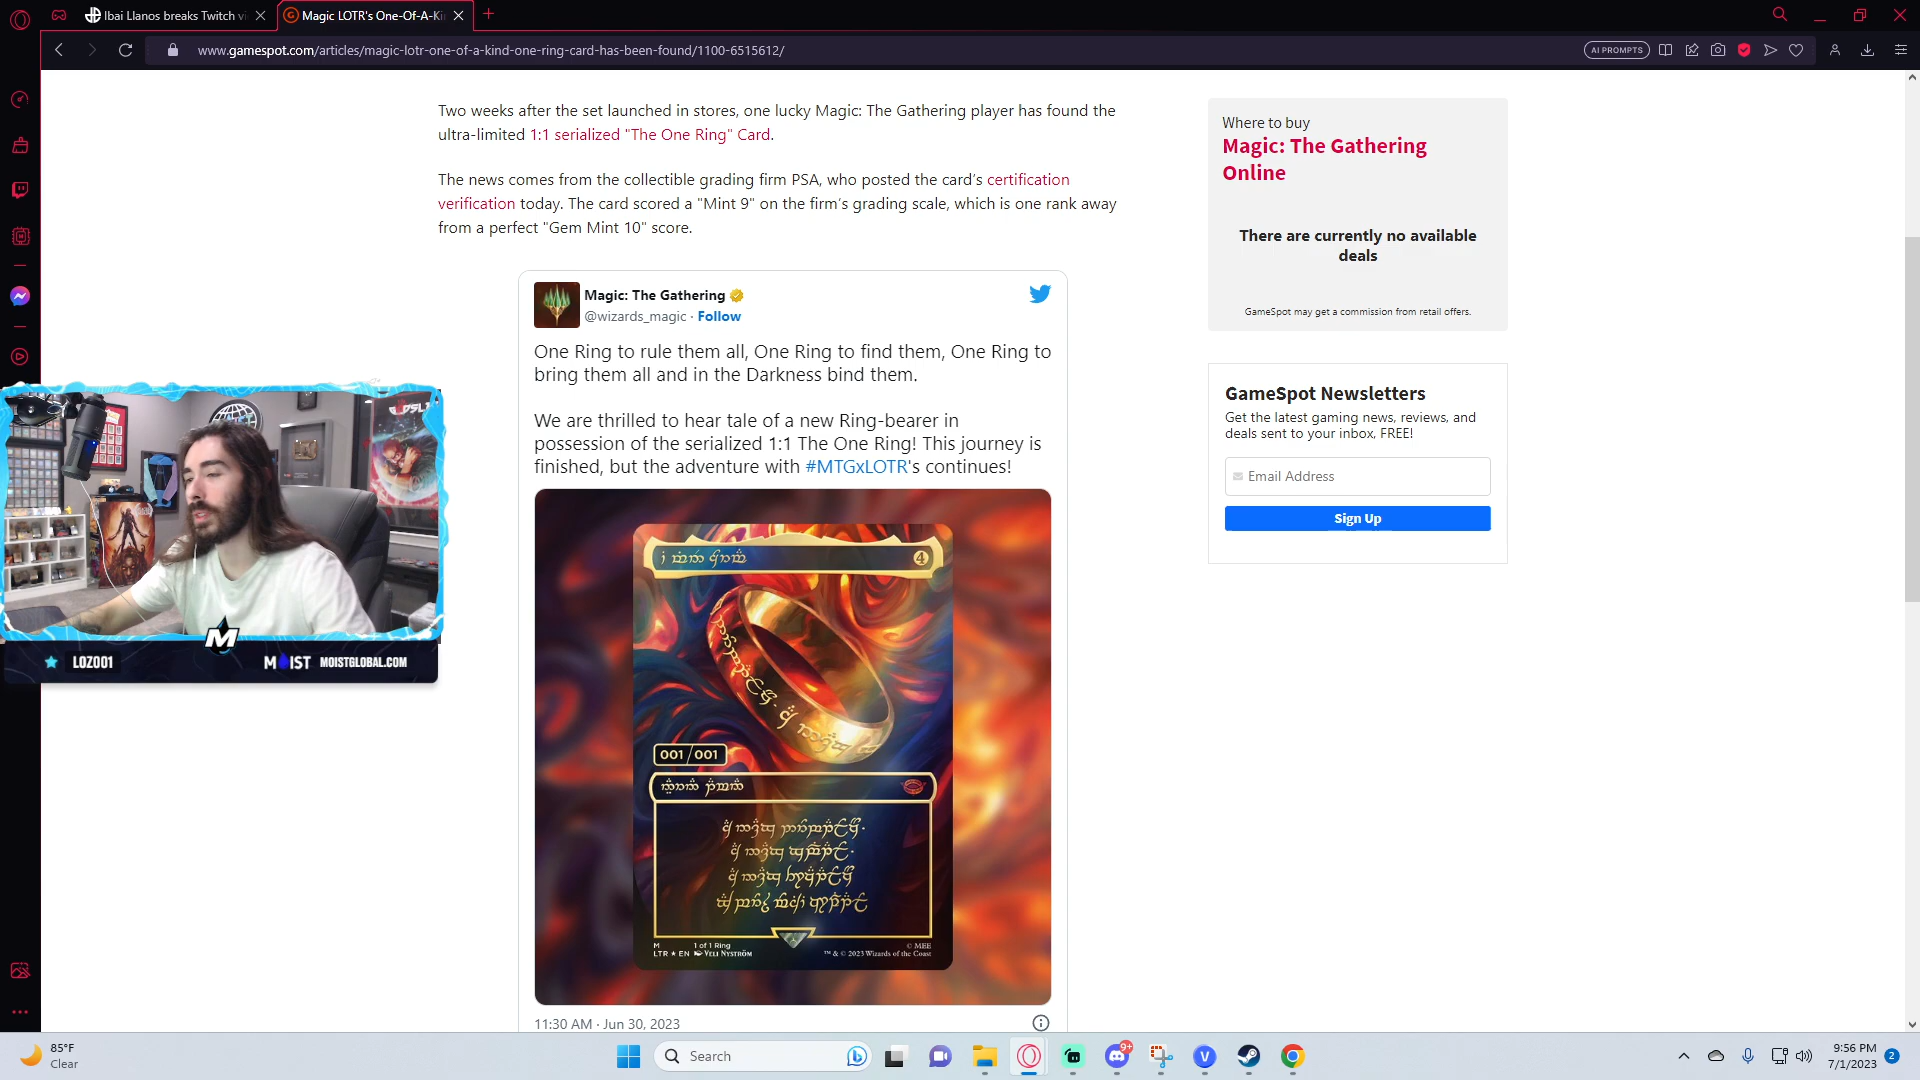 Ibai Llanos breaks Twitch vi
Magic LOTR's One-Of-A-Ki
www.gamespot.com/articles/magic-lotr-one-of-a-kind-one-ring-card-has-been-found/1100-6515612/
AI PROMPTS
Two weeks after the set launched in stores, one lucky Magic: The Gathering player has found the
ultra-limited 1:1 serialized "The One Ring" Card.
The news comes from the collectible grading firm PSA, who posted the card's certification
verification today. The card scored a "Mint 9" on the firm's grading scale, which is one rank away
from a perfect "Gem Mint 10" score.
Magic: The Gathering
@wizards_magic · Follow
One Ring to rule them all, One Ring to find them, One Ring to
bring them all and in the Darkness bind them.
We are thrilled to hear tale of a new Ring-bearer in
possession of the serialized 1:1 The One Ring! This journey is
finished, but the adventure with #MTGxLOTR's continues!
4
001/001
M 1 of 1 Ring
LTR ★ EN VELI NYSTRÖM
© MEE
™ & © 2023 Wizards of the Coast
11:30 AM · Jun 30, 2023
Where to buy
Magic: The Gathering
Online
There are currently no available
deals
GameSpot may get a commission from retail offers.
GameSpot Newsletters
Get the latest gaming news, reviews, and
deals sent to your inbox, FREE!
Email Address
Sign Up
M
LOZ001
MOIST MOISTGLOBAL.COM
85°F
Clear
Search
9+
V
9:56 PM
7/1/2023
2